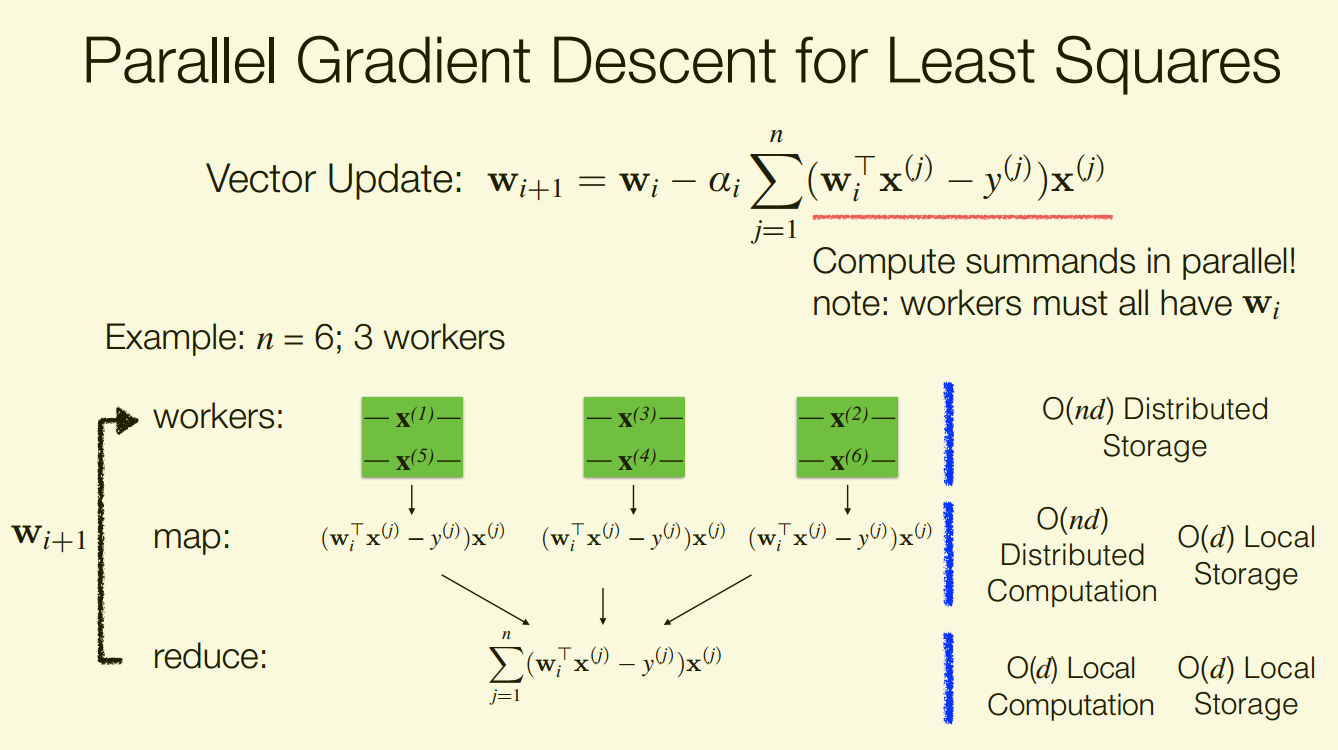 Parallel Gradient Descent for Least Squares
Vector Update: $\mathbf{w}_{i+1} = \mathbf{w}_i - \alpha_i \sum_{j=1}^{n} (\mathbf{w}_i^\top \mathbf{x}^{(j)} - y^{(j)})\mathbf{x}^{(j)}$
Compute summands in parallel!
note: workers must all have $\mathbf{w}_i$
Example: $n$ = 6; 3 workers
workers:
$\mathbf{x}^{(1)}$ $\mathbf{x}^{(3)}$ $\mathbf{x}^{(2)}$
$\mathbf{x}^{(5)}$ $\mathbf{x}^{(4)}$ $\mathbf{x}^{(6)}$
O($nd$) Distributed
Storage
$\mathbf{w}_{i+1}$
map:
$(\mathbf{w}_i^\top \mathbf{x}^{(j)} - y^{(j)})\mathbf{x}^{(j)}$ $(\mathbf{w}_i^\top \mathbf{x}^{(j)} - y^{(j)})\mathbf{x}^{(j)}$ $(\mathbf{w}_i^\top \mathbf{x}^{(j)} - y^{(j)})\mathbf{x}^{(j)}$
O($nd$)
Distributed
Computation
O($d$) Local
Storage
reduce:
$\sum_{j=1}^{n} (\mathbf{w}_i^\top \mathbf{x}^{(j)} - y^{(j)})\mathbf{x}^{(j)}$
O($d$) Local
Computation
O($d$) Local
Storage